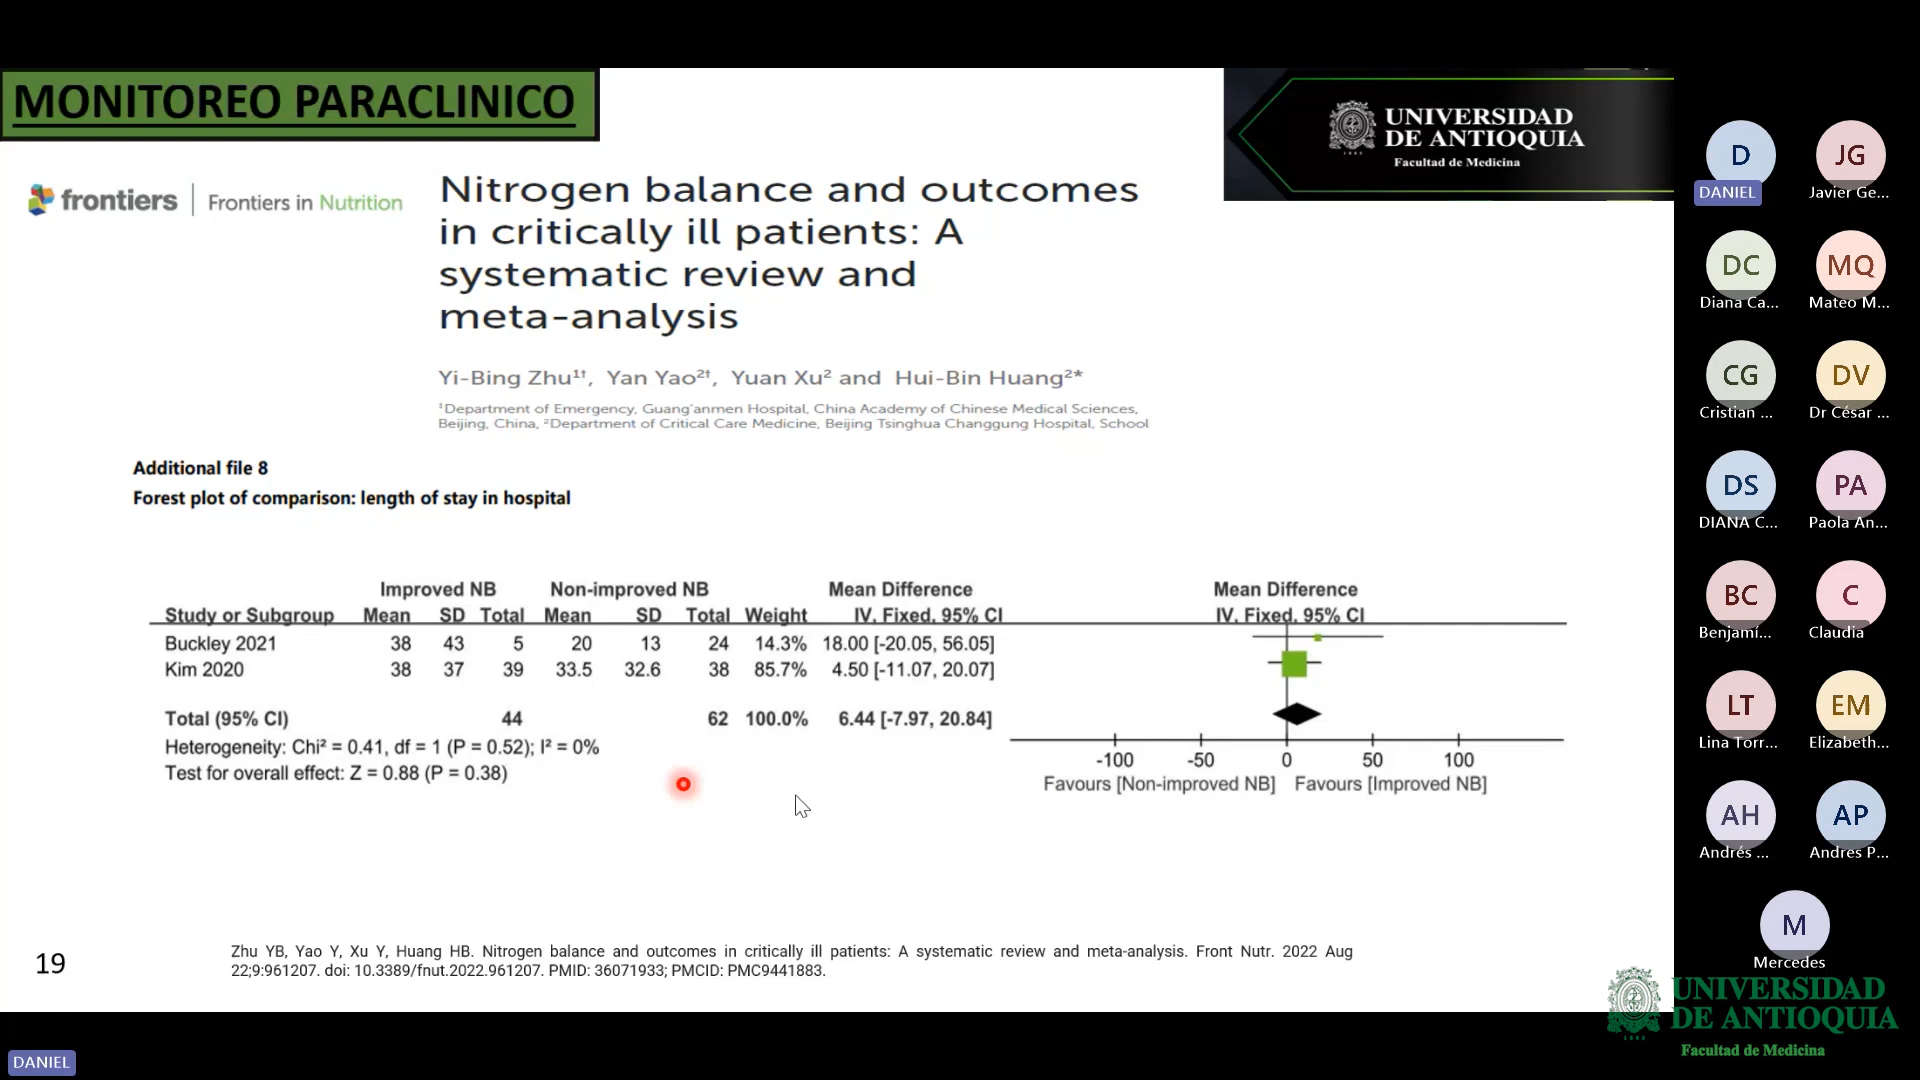 MONITOREO PARACLINICO
UNIVERSIDAD
DE ANTIOQUIA
1803
Facultad de Medicina
frontiers | Frontiers in Nutrition
Nitrogen balance and outcomes
in critically ill patients: A
systematic review and
meta-analysis
Yi-Bing Zhu¹†, Yan Yao²†, Yuan Xu² and Hui-Bin Huang²*
¹Department of Emergency, Guang'anmen Hospital, China Academy of Chinese Medical Sciences,
Beijing, China, ²Department of Critical Care Medicine, Beijing Tsinghua Changgung Hospital, School
Additional file 8
Forest plot of comparison: length of stay in hospital
Improved NB Non-improved NB Mean Difference Mean Difference
Study or Subgroup Mean SD Total Mean SD Total Weight IV, Fixed, 95% CI IV, Fixed, 95% CI
Buckley 2021 38 43 5 20 13 24 14.3% 18.00 [-20.05, 56.05]
Kim 2020 38 37 39 33.5 32.6 38 85.7% 4.50 [-11.07, 20.07]
Total (95% CI) 44 62 100.0% 6.44 [-7.97, 20.84]
Heterogeneity: Chi² = 0.41, df = 1 (P = 0.52); I² = 0%
Test for overall effect: Z = 0.88 (P = 0.38)
-100 -50 0 50 100
Favours [Non-improved NB] Favours [Improved NB]
19
Zhu YB, Yao Y, Xu Y, Huang HB. Nitrogen balance and outcomes in critically ill patients: A systematic review and meta-analysis. Front Nutr. 2022 Aug
22;9:961207. doi: 10.3389/fnut.2022.961207. PMID: 36071933; PMCID: PMC9441883.
D JG
DANIEL Javier Ge...
DC MQ
Diana Ca... Mateo M...
CG DV
Cristian ... Dr César ...
DS PA
DIANA C... Paola An...
BC C
Benjamí... Claudia
LT EM
Lina Torr... Elizabeth...
AH AP
Andrés ... Andres P...
M
Mercedes
UNIVERSIDAD
DE ANTIOQUIA
1803
Facultad de Medicina
DANIEL